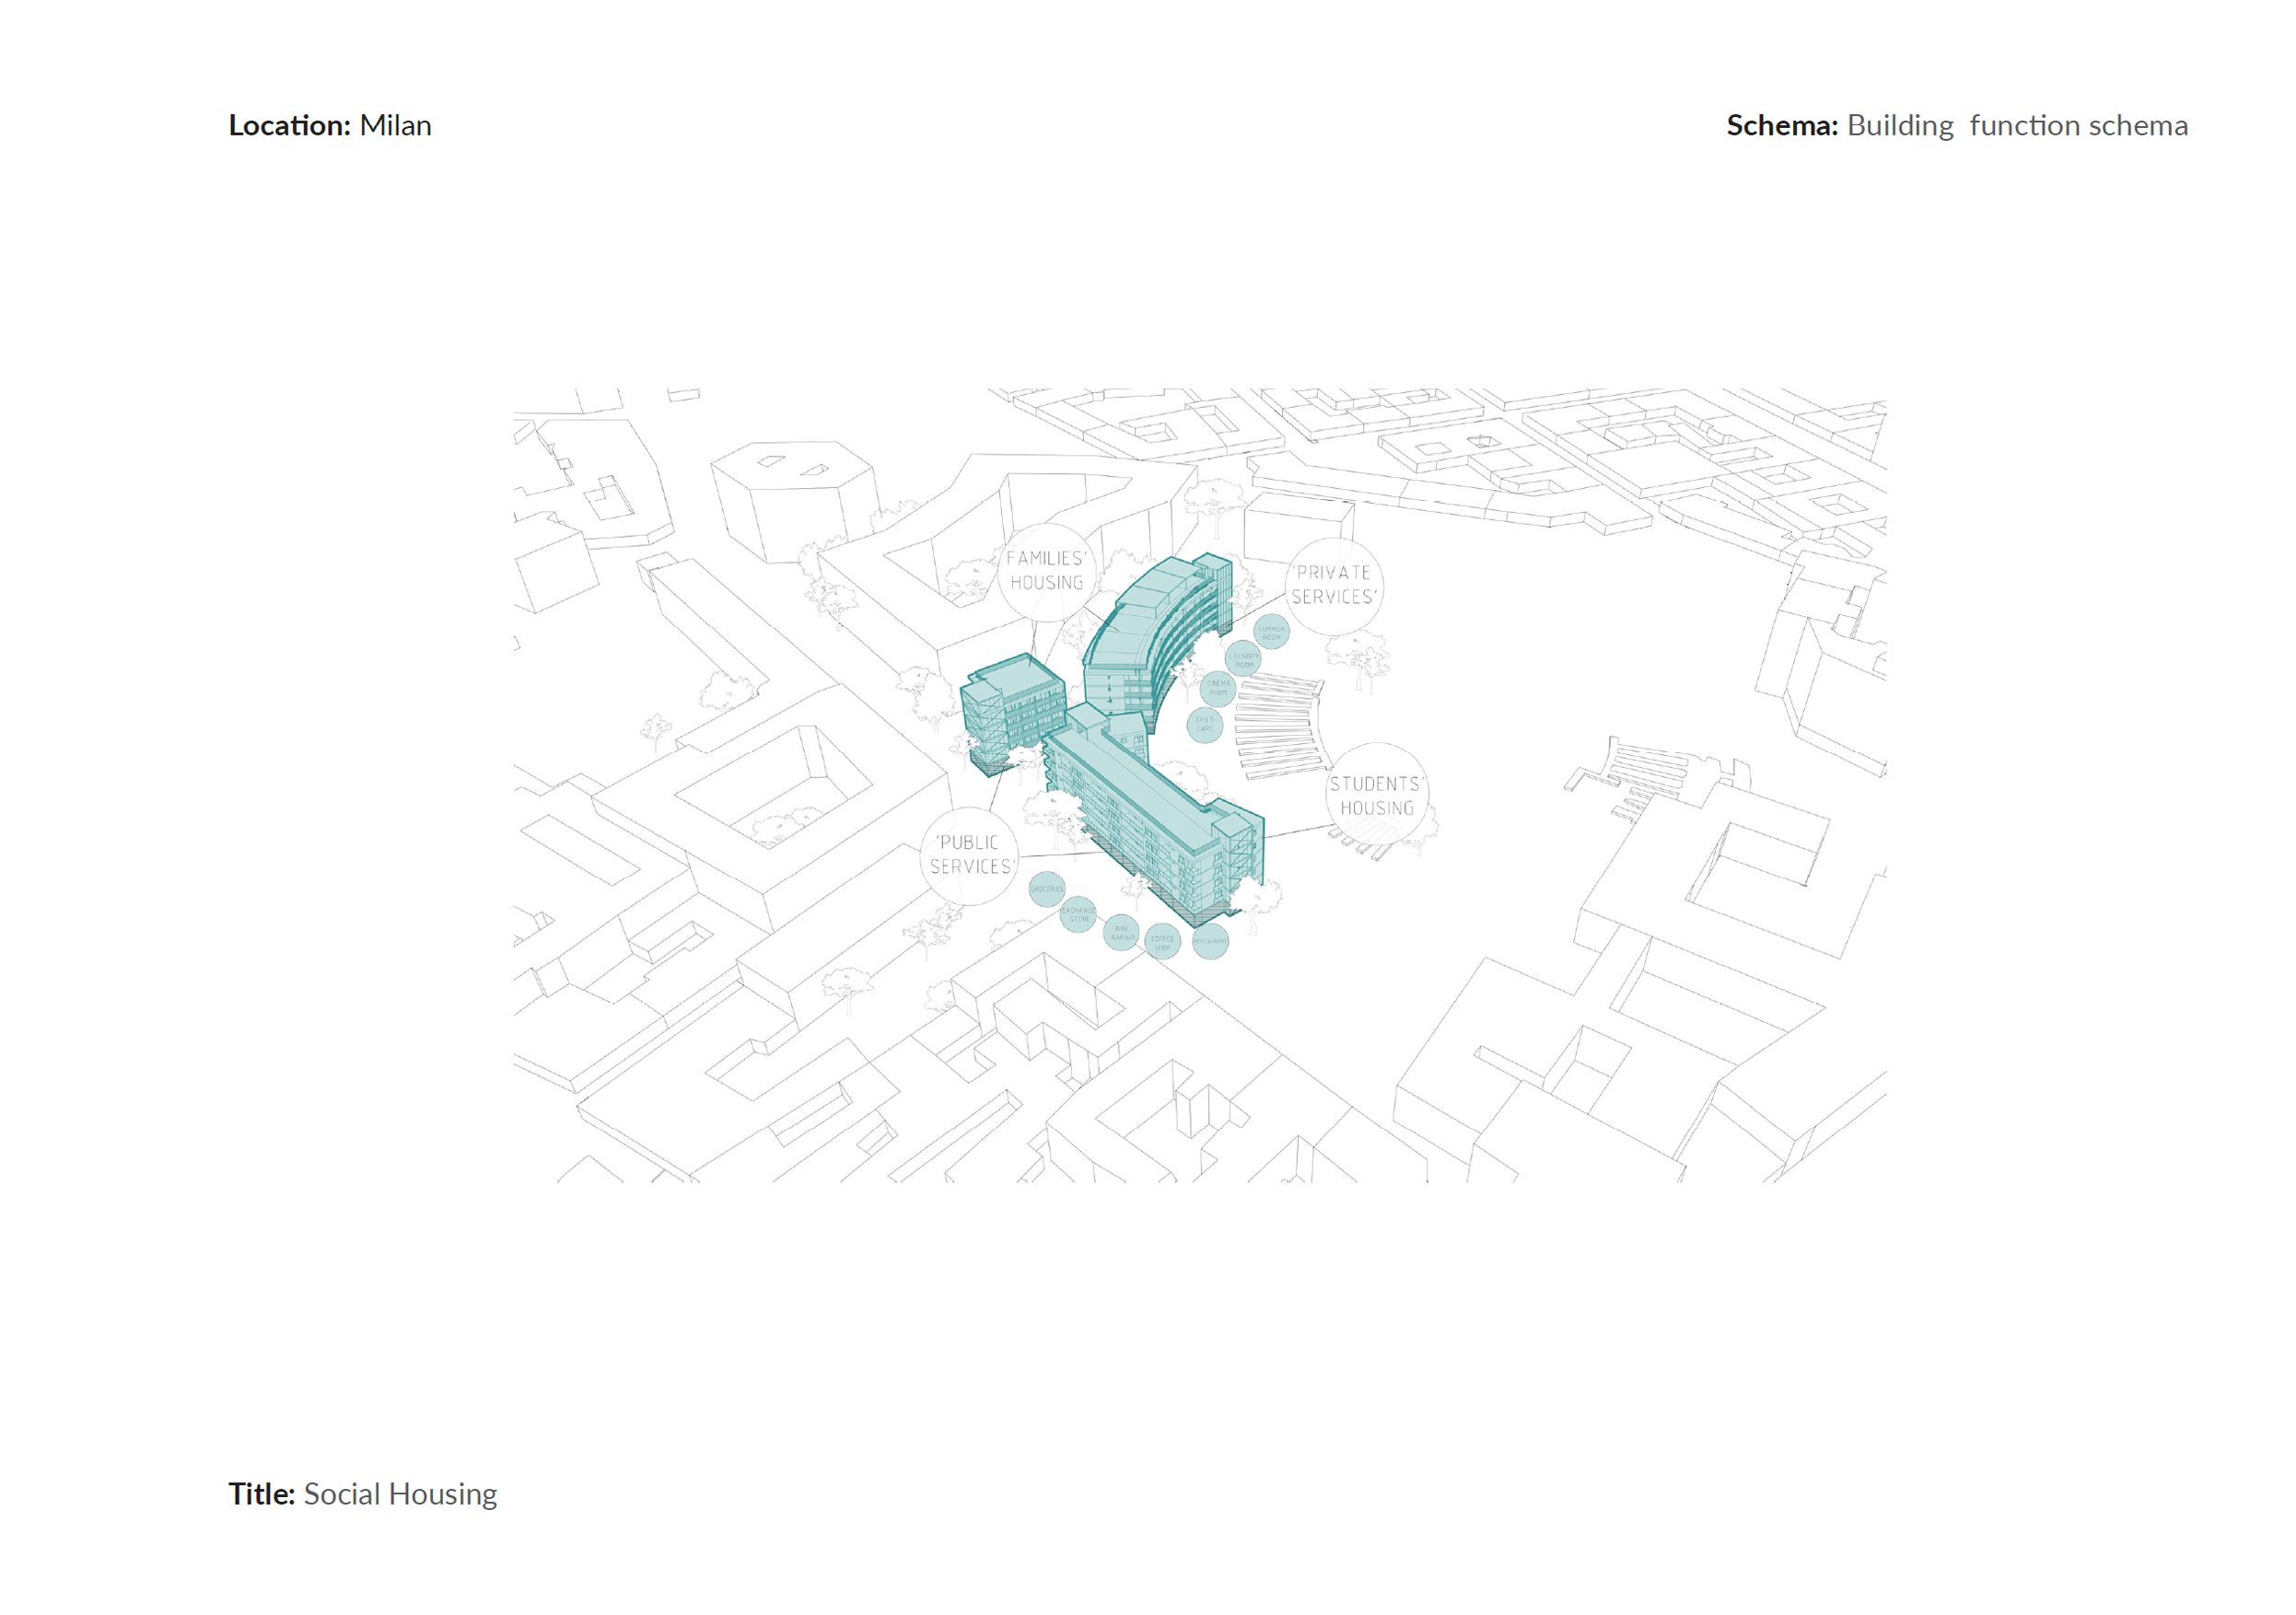 Location: Milan
Schema: Building function schema
FAMILIES'
HOUSING
'PRIVATE
SERVICES'
COMMON
ROOM
LAUNDRY
ROOM
CINEMA
ROOM
CHILD
CARE
STUDENTS'
HOUSING
'PUBLIC
SERVICES'
GROCERIES
EXCHANGE
STORE
BIKE
RAPAIR
COFFEE
SHOP
RESTAURANT
Title: Social Housing